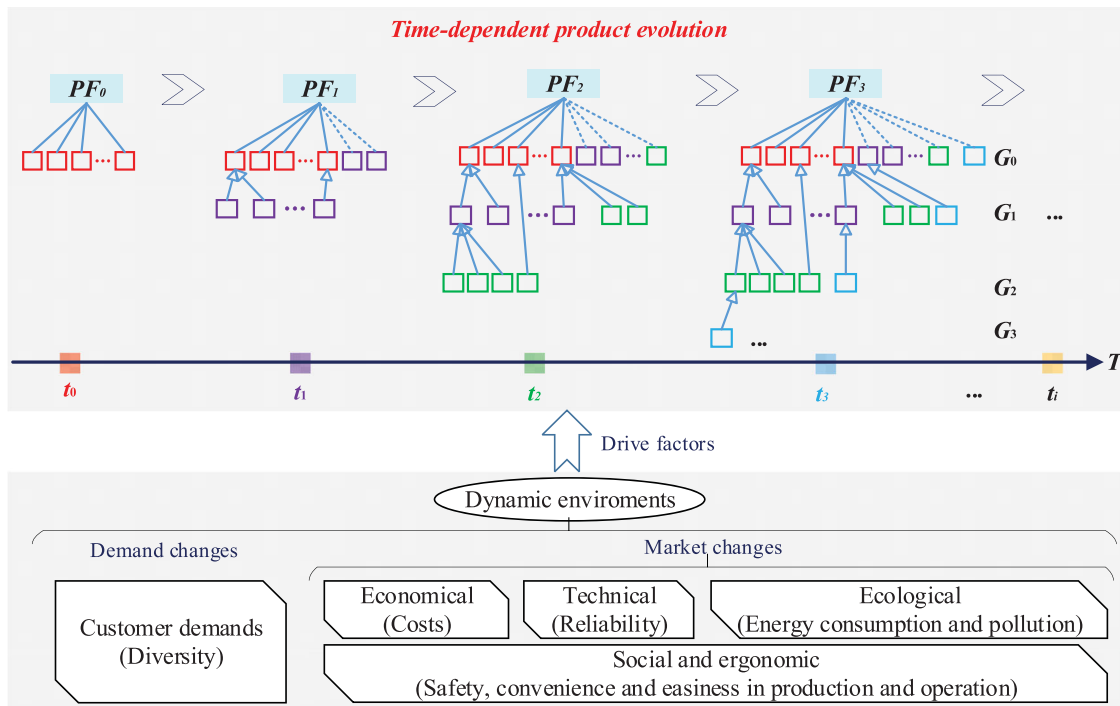 Time-dependent product evolution
PF₀
PF₁
PF₂
PF₃
...
...
...
...
...
...
...
...
G₀
...
...
G₁
...
G₂
...
G₃
T
t₀
t₁
t₂
t₃
...
tᵢ
Drive factors
Dynamic enviroments
Demand changes
Market changes
Customer demands
(Diversity)
Economical
(Costs)
Technical
(Reliability)
Ecological
(Energy consumption and pollution)
Social and ergonomic
(Safety, convenience and easiness in production and operation)